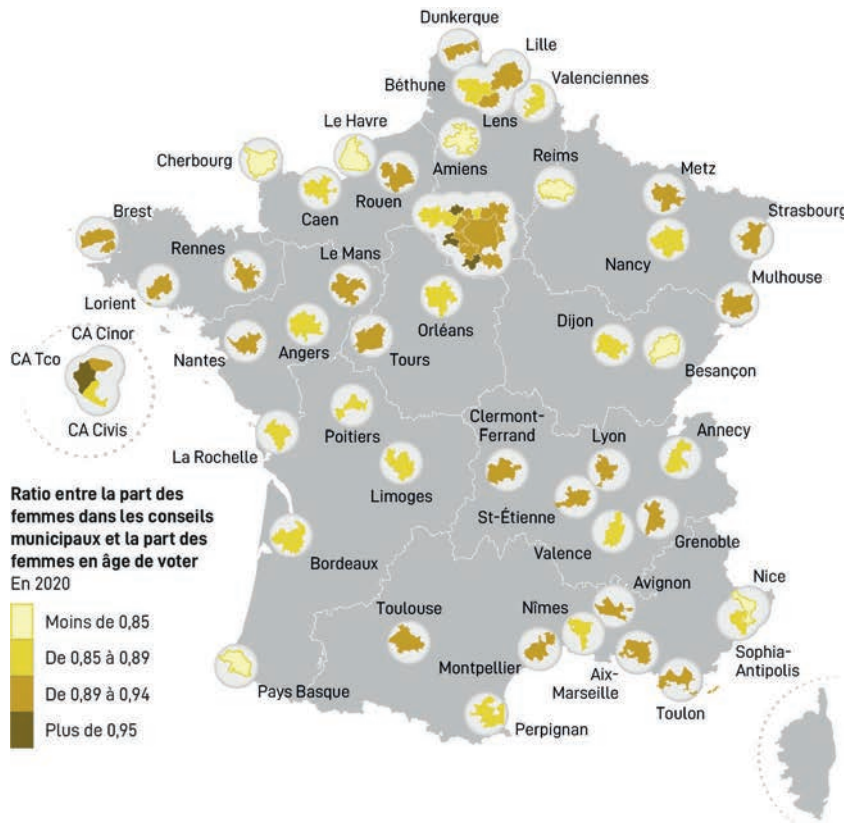 Dunkerque
Lille
Béthune
Valenciennes
Lens
Le Havre
Cherbourg
Amiens
Reims
Metz
Caen
Rouen
Brest
Strasbourg
Rennes
Le Mans
Nancy
Lorient
Mulhouse
Orléans
Dijon
CA Cinor
Nantes
Angers
Tours
CA Tco
Besançon
CA Civis
Clermont-
Ferrand
Lyon
Annecy
Poitiers
La Rochelle
Limoges
St-Étienne
Ratio entre la part des
femmes dans les conseils
municipaux et la part des
femmes en âge de voter
En 2020
Valence
Grenoble
Bordeaux
Avignon
Nice
Toulouse
Nîmes
Moins de 0,85
De 0,85 à 0,89
De 0,89 à 0,94
Plus de 0,95
Montpellier
Aix-
Marseille
Sophia-
Antipolis
Pays Basque
Toulon
Perpignan